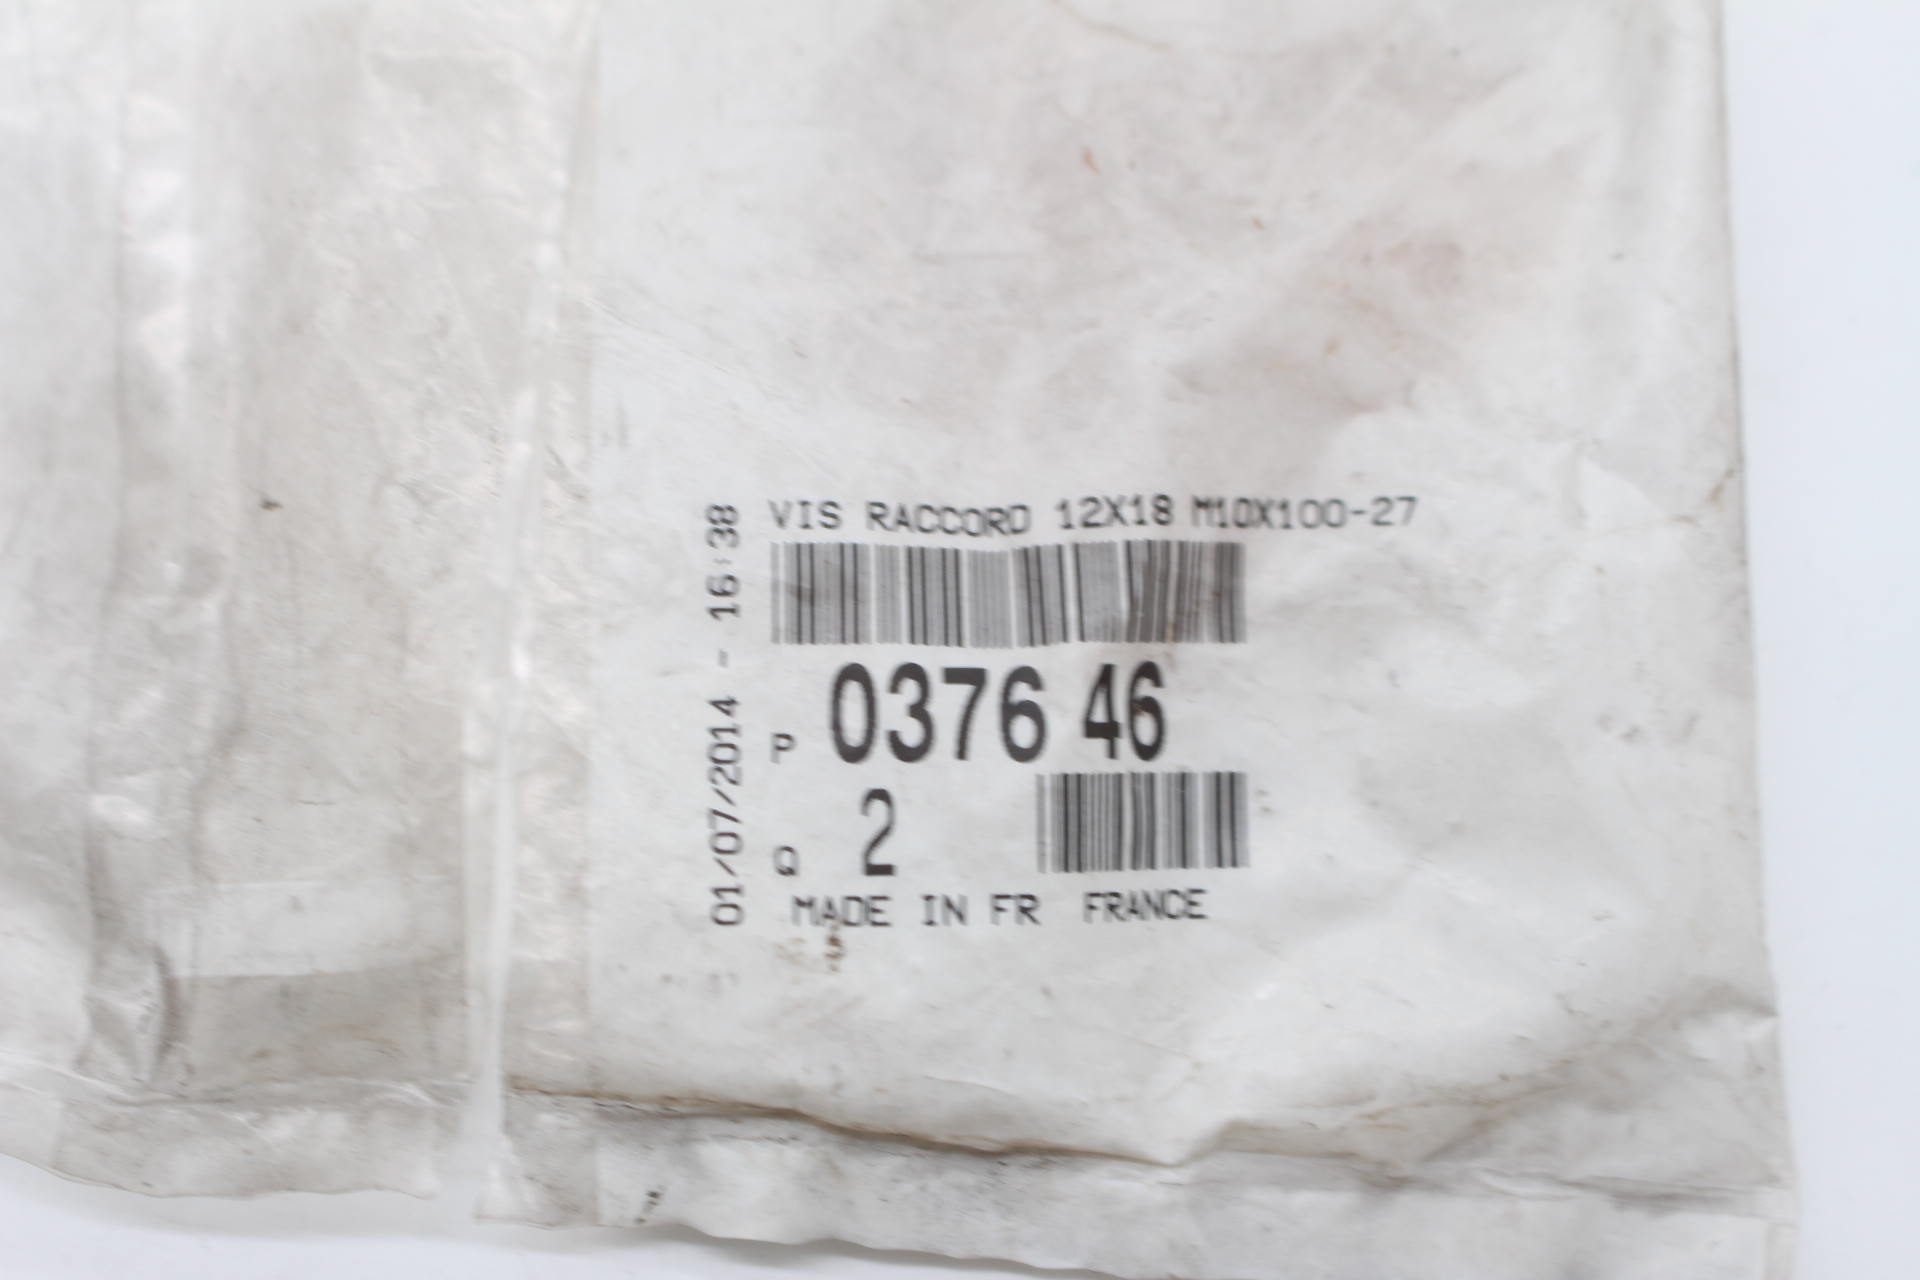 VIS RACCORD 12X18 M10X100-27
P 0376 46
Q 2
MADE IN FR FRANCE
01/07/2014 - 16:38